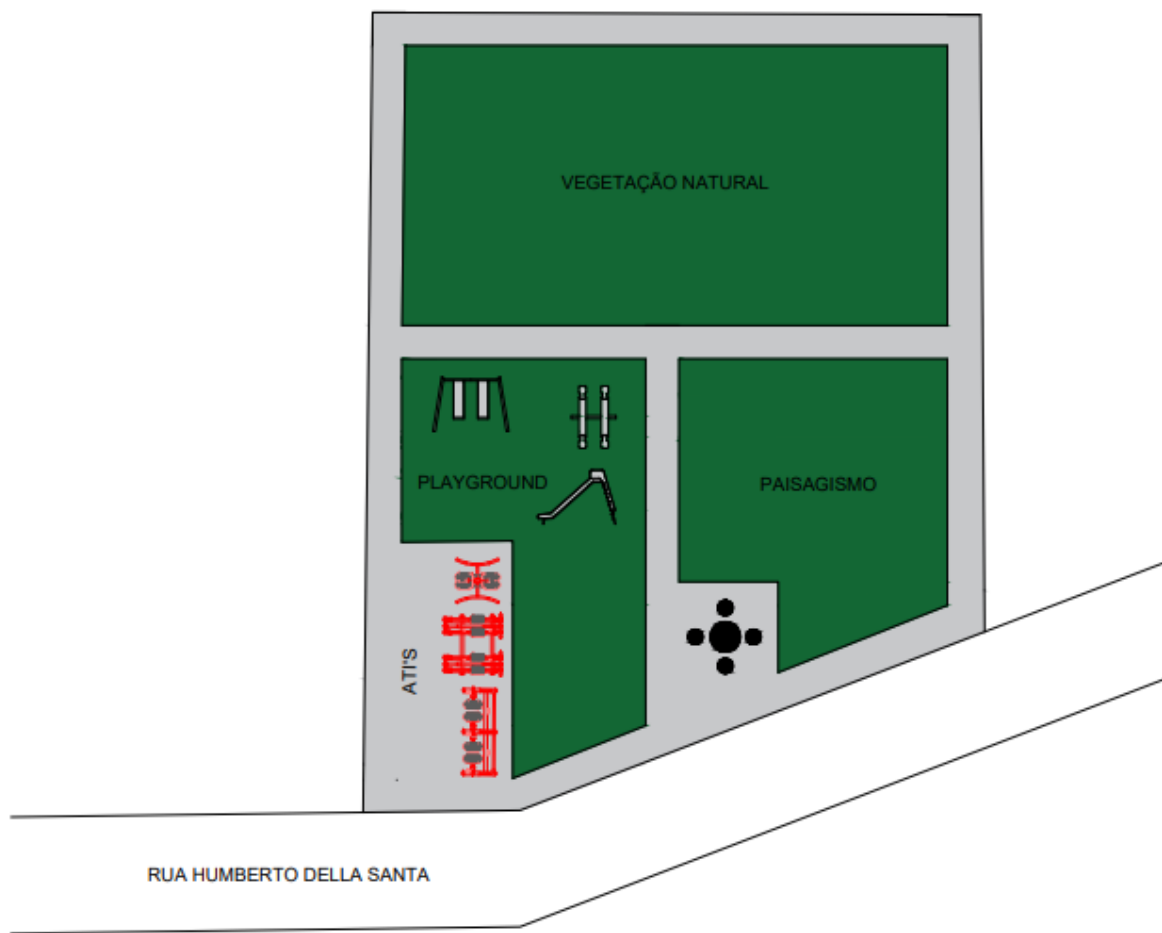 VEGETAÇÃO NATURAL
PLAYGROUND
PAISAGISMO
ATI'S
RUA HUMBERTO DELLA SANTA